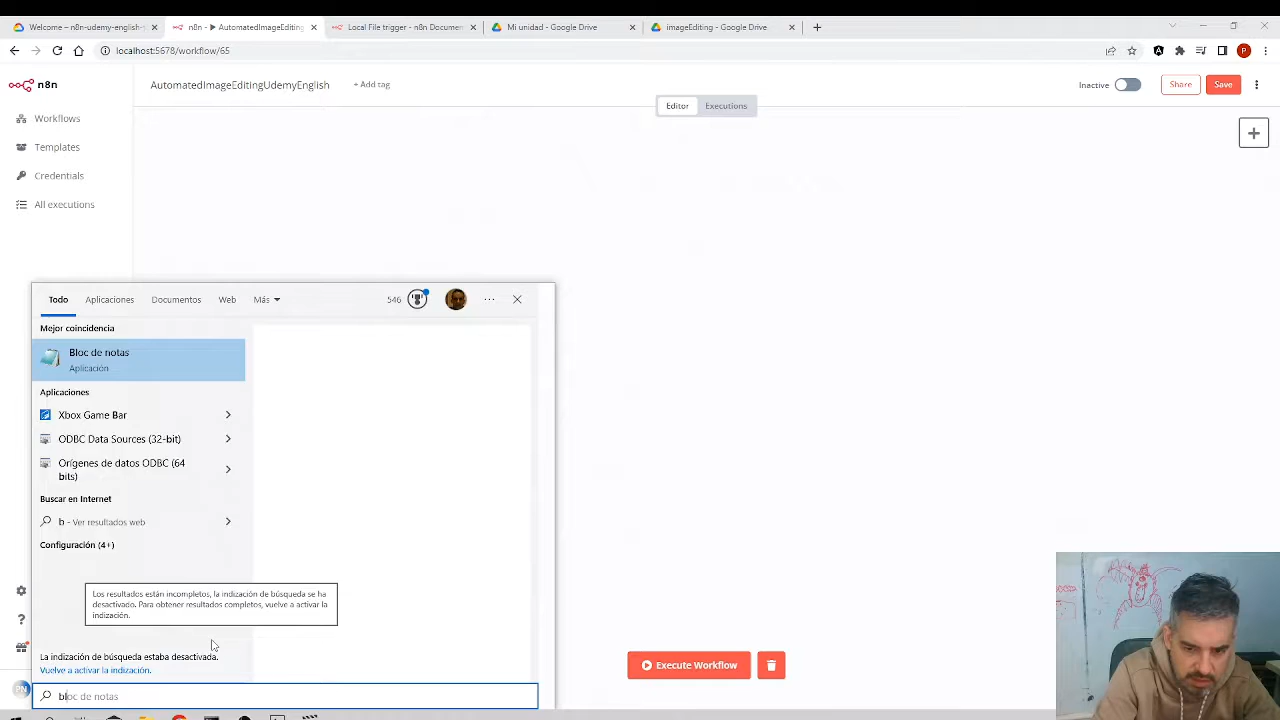 Welcome – n8n-udemy-english-
n8n - ▶ AutomatedImageEditing
Local File trigger - n8n Documen
Mi unidad - Google Drive
imageEditing - Google Drive
localhost:5678/workflow/65
P
n8n
AutomatedImageEditingUdemyEnglish
+ Add tag
Inactive
Share
Save
Editor
Executions
Workflows
Templates
Credentials
All executions
Todo
Aplicaciones
Documentos
Web
Más
546
Mejor coincidencia
Bloc de notas
Aplicación
Aplicaciones
Xbox Game Bar
ODBC Data Sources (32-bit)
Orígenes de datos ODBC (64
bits)
Buscar en Internet
b - Ver resultados web
Configuración (4+)
Los resultados están incompletos, la indización de búsqueda se ha
desactivado. Para obtener resultados completos, vuelve a activar la
indización.
La indización de búsqueda estaba desactivada.
Vuelve a activar la indización.
bloc de notas
Execute Workflow